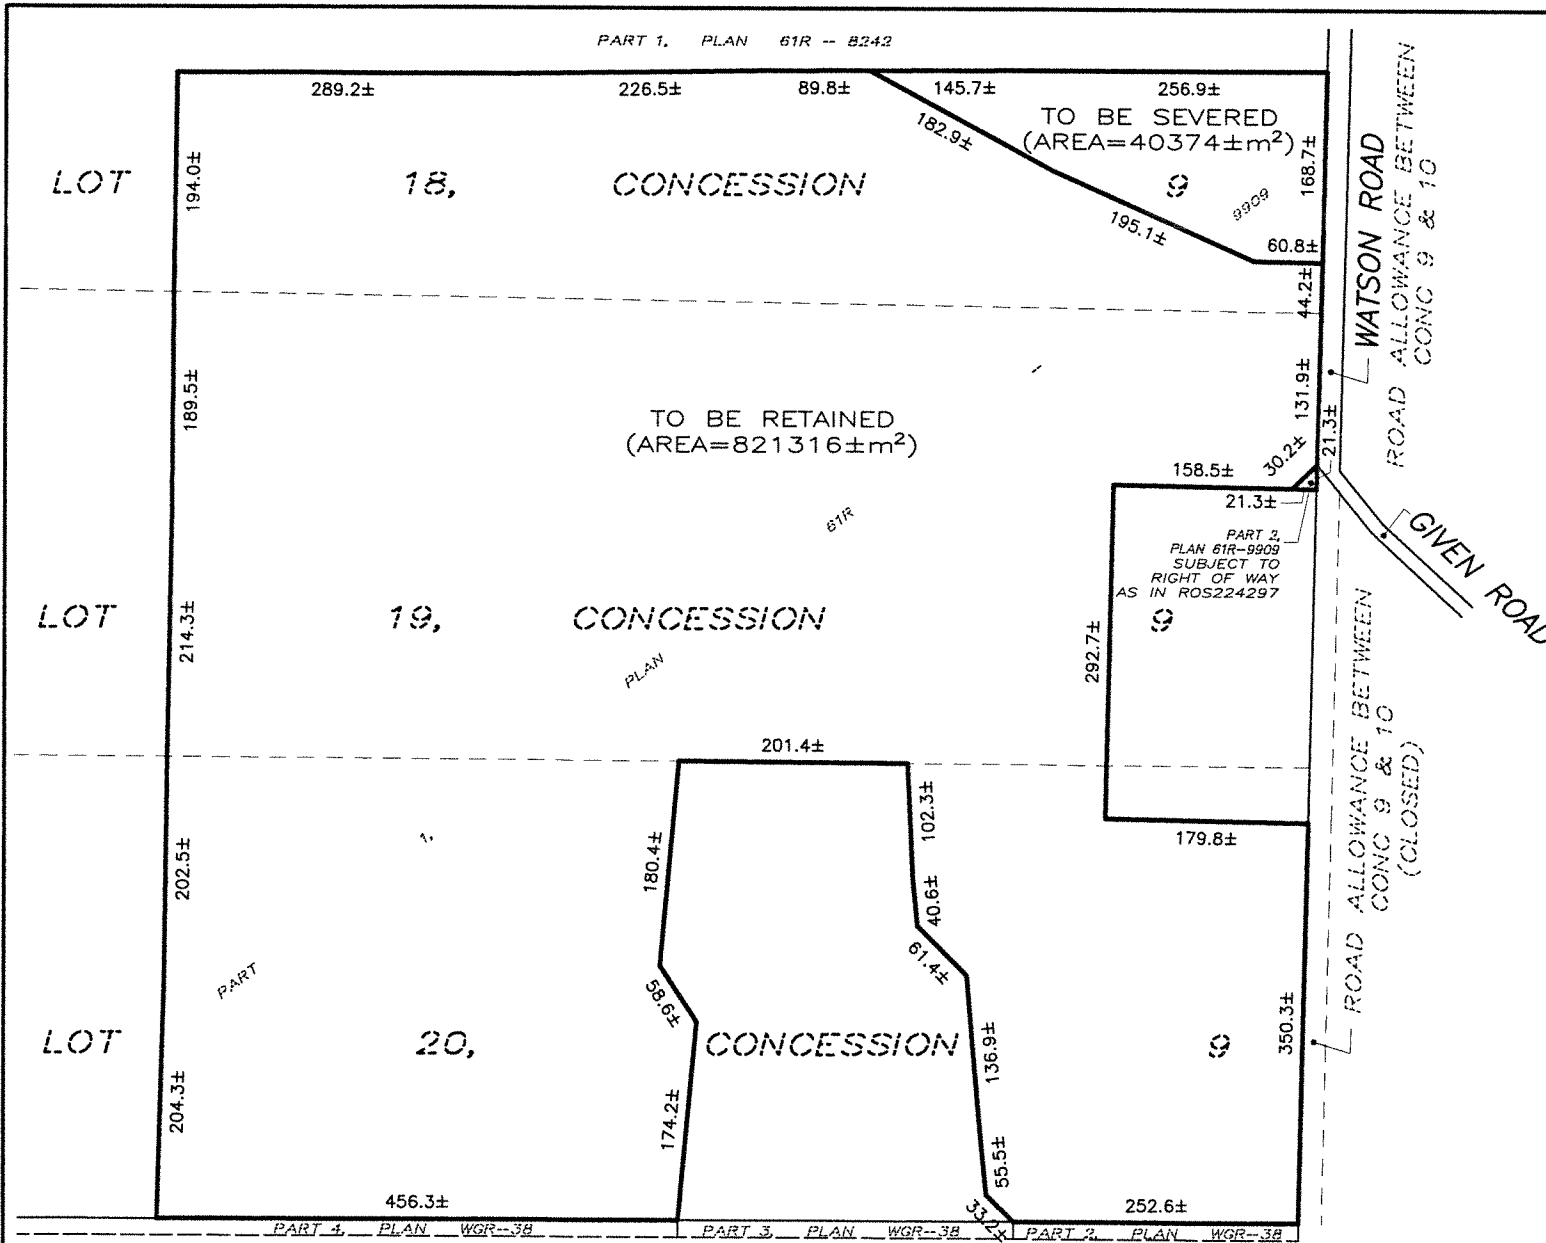 PART 1, PLAN 61R -- 8242
289.2± 226.5± 89.8± 145.7± 256.9±
182.9±
TO BE SEVERED
(AREA=40374±m²)
168.7±
194.0±
LOT 18, CONCESSION 9
9909
195.1±
60.8±
44.2±
WATSON ROAD
ROAD ALLOWANCE BETWEEN
CONC 9 & 10
189.5±
131.9±
TO BE RETAINED
(AREA=821316±m²)
21.3±
30.2±
158.5±
21.3±
61R
PART 2,
PLAN 61R-9909
SUBJECT TO
RIGHT OF WAY
AS IN ROS224297
GIVEN ROAD
LOT 19, CONCESSION 9
214.3±
292.7±
PLAN
201.4±
ROAD ALLOWANCE BETWEEN
CONC 9 & 10
(CLOSED)
102.3±
179.8±
1,
180.4±
202.5±
40.6±
61.4±
PART
58.6±
LOT 20, CONCESSION 9
136.9±
350.3±
204.3±
174.2±
55.5±
456.3±
33.2±
252.6±
PART 4, PLAN WGR--38 PART 3, PLAN WGR--38 PART 2, PLAN WGR--38